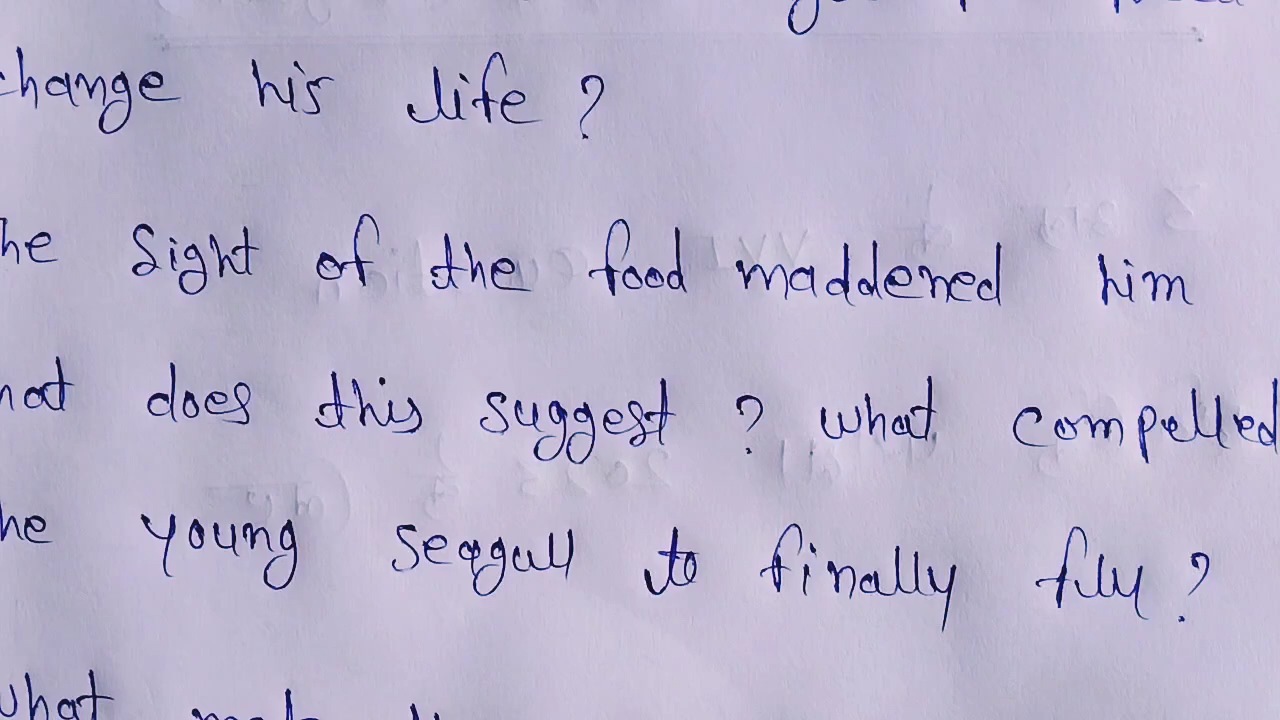 change his life ?
he Sight of the food maddened him
hat does this suggest ? what compelled
he young seagull to finally fly ?
what